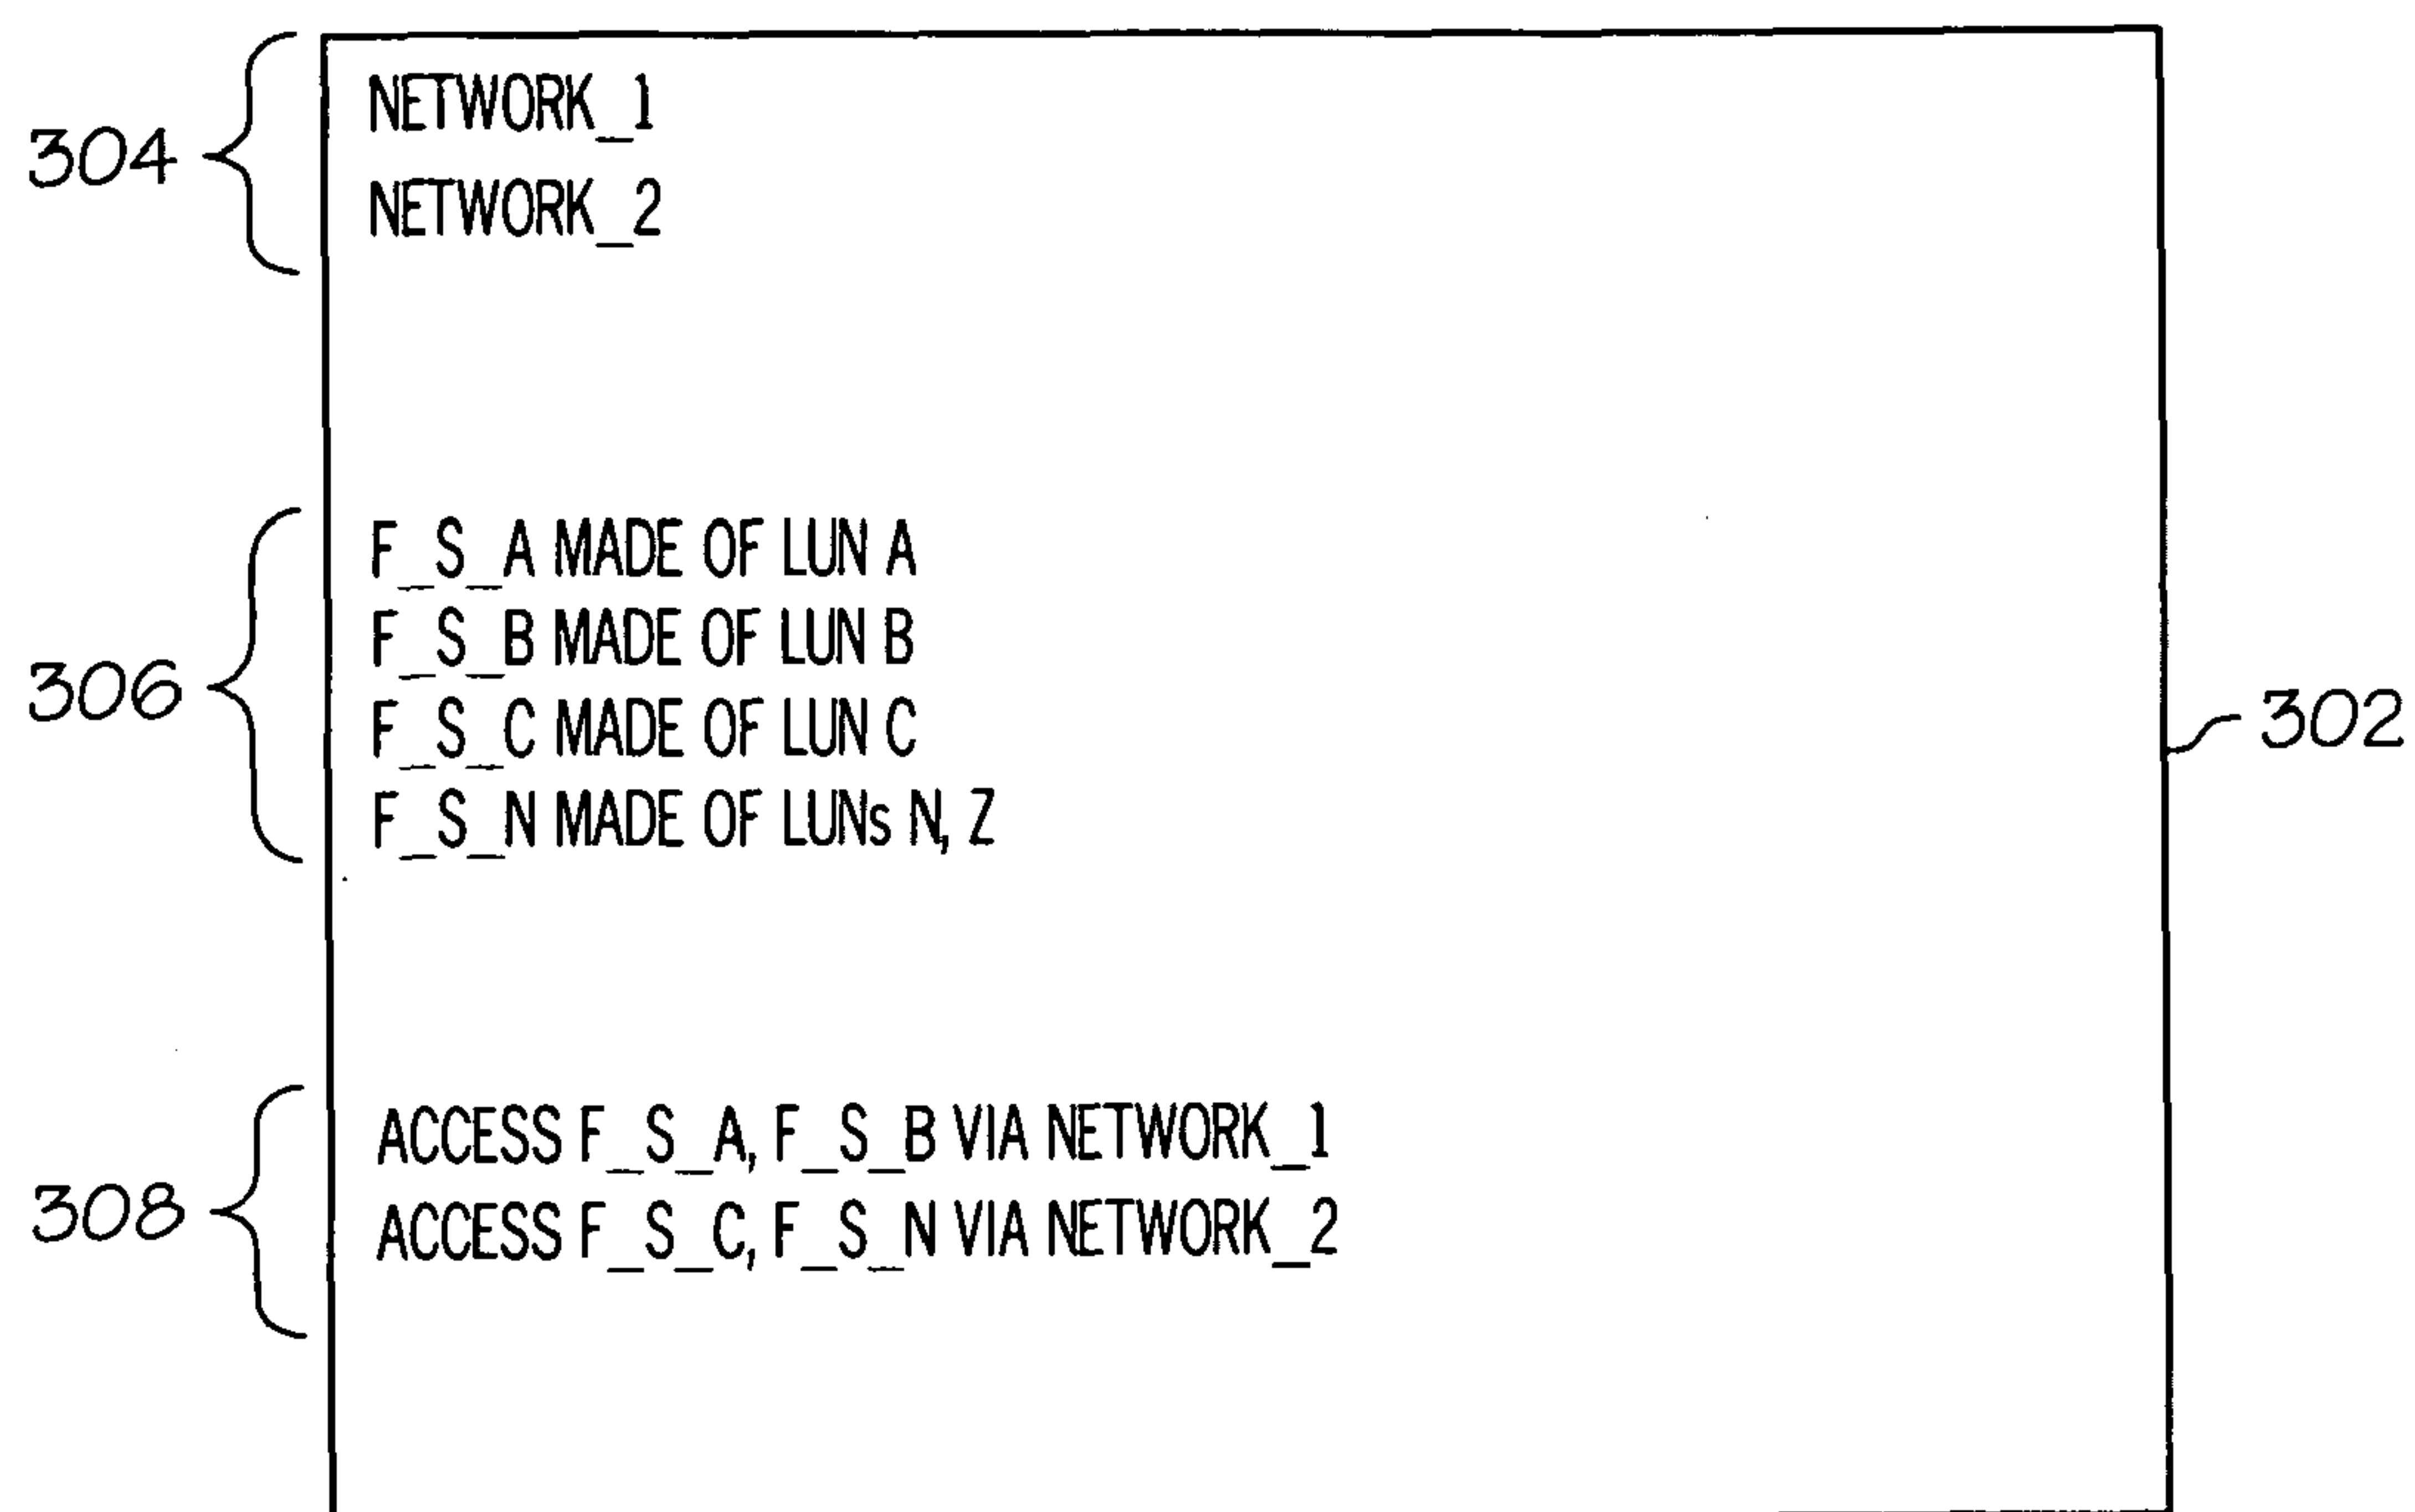 304
NETWORK_1
NETWORK_2
306
F_S_A MADE OF LUN A
F_S_B MADE OF LUN B
F_S_C MADE OF LUN C
F_S_N MADE OF LUNs N, Z
302
308
ACCESS F_S_A, F_S_B VIA NETWORK_1
ACCESS F_S_C, F_S_N VIA NETWORK_2